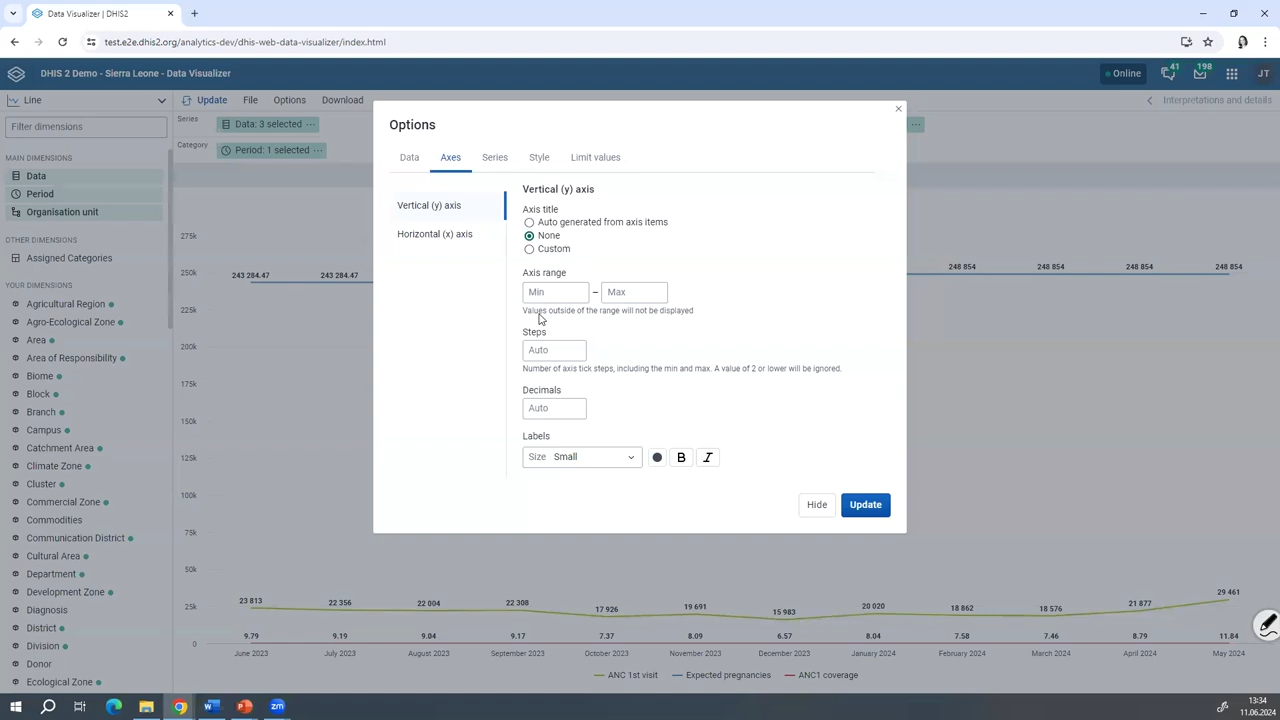 Data Visualizer | DHIS2
test.e2e.dhis2.org/analytics-dev/dhis-web-data-visualizer/index.html
DHIS 2 Demo - Sierra Leone - Data Visualizer
Online
41
198
JT
Line
Update
File
Options
Download
Interpretations and details
Filter dimensions
MAIN DIMENSIONS
Data
Period
Organisation unit
OTHER DIMENSIONS
Assigned Categories
YOUR DIMENSIONS
Agricultural Region
Agro-Ecological Zone
Area
Area of Responsibility
Biome
Block
Branch
Campus
Catchment Area
Climate Zone
City
Cluster
Commercial Zone
Commodities
Communication District
Cultural Area
Department
Development Zone
Diagnosis
District
Division
Donor
Ecological Zone
Series
Data: 3 selected
Category
Period: 1 selected
Options
Data
Axes
Series
Style
Limit values
Vertical (y) axis
Horizontal (x) axis
Vertical (y) axis
Axis title
Auto generated from axis items
None
Custom
Axis range
Min – Max
Values outside of the range will not be displayed
Steps
Auto
Number of axis tick steps, including the min and max. A value of 2 or lower will be ignored.
Decimals
Auto
Labels
Size Small
B I
Hide
Update
275k
250k
225k
200k
175k
150k
125k
100k
75k
50k
25k
0
243 284.47 243 284.47 248 854 248 854 248 854 248 854
23 813 22 356 22 004 22 308 17 926 19 691 15 983 20 020 18 862 18 576 21 877 29 461
9.79 9.19 9.04 9.17 7.37 8.09 6.57 8.04 7.58 7.46 8.79 11.84
June 2023 July 2023 August 2023 September 2023 October 2023 November 2023 December 2023 January 2024 February 2024 March 2024 April 2024 May 2024
ANC 1st visit Expected pregnancies ANC1 coverage
13:34
11.06.2024